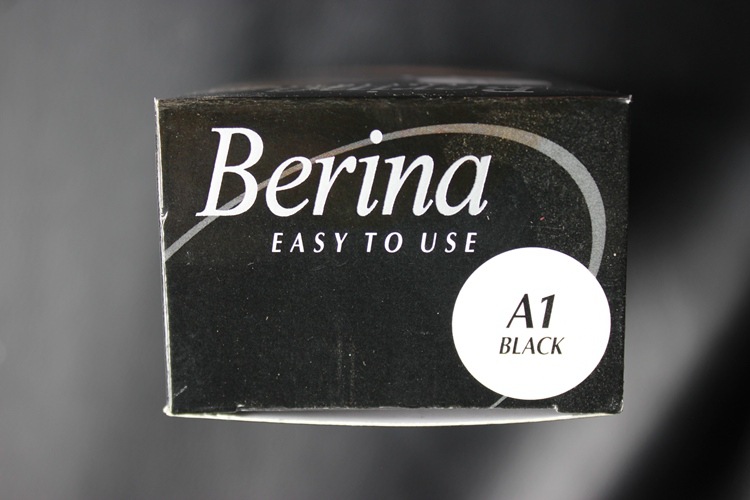 Berina
EASY TO USE
A1
BLACK